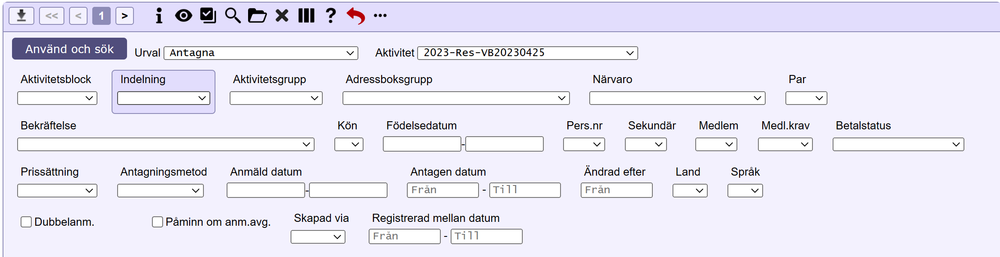 << < 1 >
Använd och sök Urval Antagna Aktivitet 2023-Res-VB20230425
Aktivitetsblock Indelning Aktivitetsgrupp Adressboksgrupp Närvaro Par
Bekräftelse Kön Födelsedatum Pers.nr Sekundär Medlem Medl.krav Betalstatus
-
Prissättning Antagningsmetod Anmäld datum Antagen datum Ändrad efter Land Språk
- Från - Till Från
Dubbelanm. Påminn om anm.avg. Skapad via Registrerad mellan datum
Från - Till